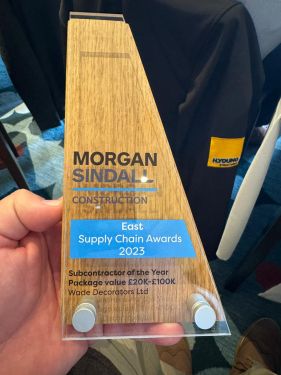 MORGAN
SINDALL
CONSTRUCTION
East
Supply Chain Awards
2023
Subcontractor of the Year
Package value £20K-£100K
Wade Decorators Ltd
H.YOUNG